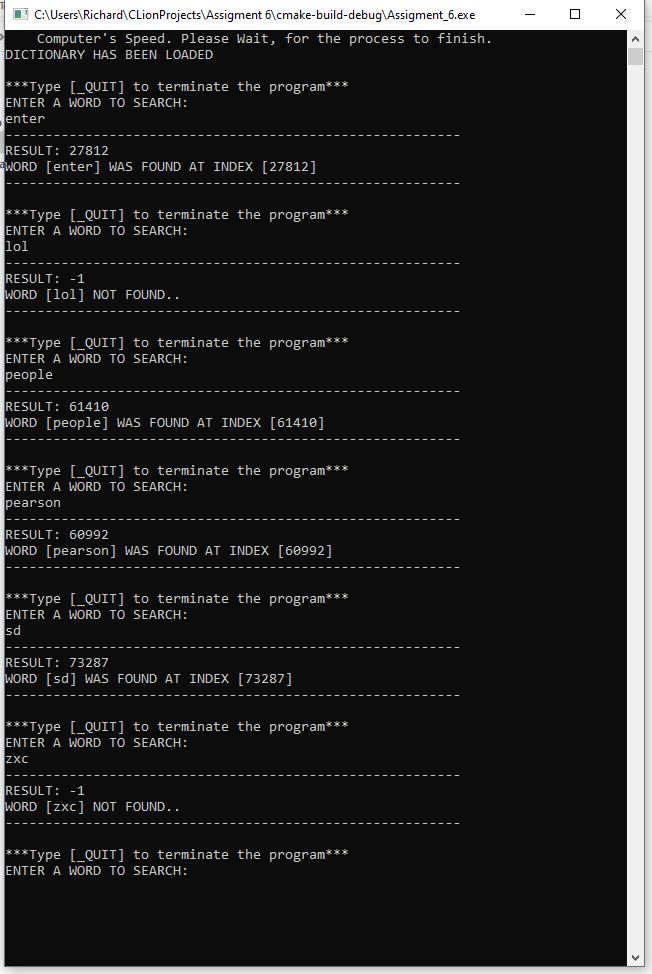 C:\Users\Richard\CLionProjects\Assigment 6\cmake-build-debug\Assigment_6.exe
Computer's Speed. Please Wait, for the process to finish.
DICTIONARY HAS BEEN LOADED
***Type [_QUIT] to terminate the program***
ENTER A WORD TO SEARCH:
enter
---------------------------------------------------------
RESULT: 27812
WORD [enter] WAS FOUND AT INDEX [27812]
---------------------------------------------------------
***Type [_QUIT] to terminate the program***
ENTER A WORD TO SEARCH:
lol
---------------------------------------------------------
RESULT: -1
WORD [lol] NOT FOUND..
---------------------------------------------------------
***Type [_QUIT] to terminate the program***
ENTER A WORD TO SEARCH:
people
---------------------------------------------------------
RESULT: 61410
WORD [people] WAS FOUND AT INDEX [61410]
---------------------------------------------------------
***Type [_QUIT] to terminate the program***
ENTER A WORD TO SEARCH:
pearson
---------------------------------------------------------
RESULT: 60992
WORD [pearson] WAS FOUND AT INDEX [60992]
---------------------------------------------------------
***Type [_QUIT] to terminate the program***
ENTER A WORD TO SEARCH:
sd
---------------------------------------------------------
RESULT: 73287
WORD [sd] WAS FOUND AT INDEX [73287]
---------------------------------------------------------
***Type [_QUIT] to terminate the program***
ENTER A WORD TO SEARCH:
zxc
---------------------------------------------------------
RESULT: -1
WORD [zxc] NOT FOUND..
---------------------------------------------------------
***Type [_QUIT] to terminate the program***
ENTER A WORD TO SEARCH: